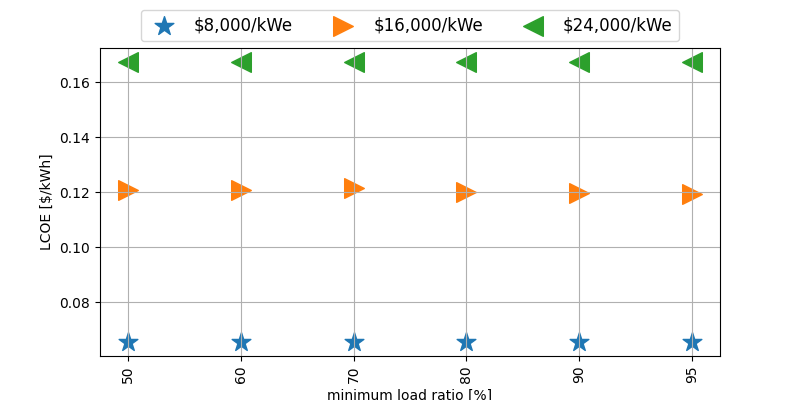 $8,000/kWe $16,000/kWe $24,000/kWe
LCOE [$/kWh]
0.16
0.14
0.12
0.10
0.08
50 60 70 80 90 95
minimum load ratio [%]